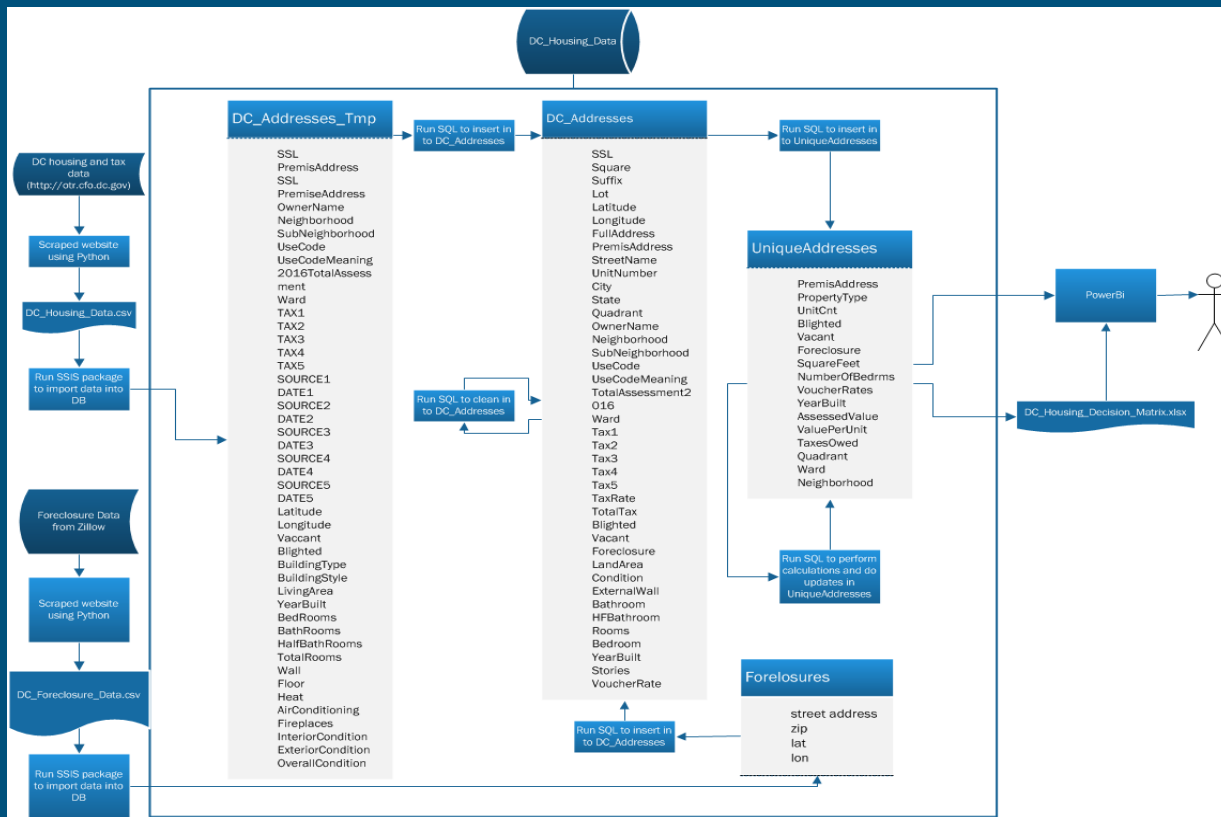 DC_Housing_Data
DC housing and tax
data
(http://otr.cfo.dc.gov)
Scraped website
using Python
DC_Housing_Data.csv
Run SSIS package
to import data into
DB
Foreclosure Data
from Zillow
Scraped website
using Python
DC_Foreclosure_Data.csv
Run SSIS package
to import data into
DB
DC_Addresses_Tmp
SSL
PremisAddress
SSL
PremiseAddress
OwnerName
Neighborhood
SubNeighborhood
UseCode
UseCodeMeaning
2016TotalAssess
ment
Ward
TAX1
TAX2
TAX3
TAX4
TAX5
SOURCE1
DATE1
SOURCE2
DATE2
SOURCE3
DATE3
SOURCE4
DATE4
SOURCE5
DATE5
Latitude
Longitude
Vaccant
Blighted
BuildingType
BuildingStyle
LivingArea
YearBuilt
BedRooms
BathRooms
HalfBathRooms
TotalRooms
Wall
Floor
Heat
AirConditioning
Fireplaces
InteriorCondition
ExteriorCondition
OverallCondition
Run SQL to insert in
to DC_Addresses
Run SQL to clean in
to DC_Addresses
DC_Addresses
SSL
Square
Suffix
Lot
Latitude
Longitude
FullAddress
PremisAddress
StreetName
UnitNumber
City
State
Quadrant
OwnerName
Neighborhood
SubNeighborhood
UseCode
UseCodeMeaning
TotalAssessment2
016
Ward
Tax1
Tax2
Tax3
Tax4
Tax5
TaxRate
TotalTax
Blighted
Vacant
Foreclosure
LandArea
Condition
ExternalWall
Bathroom
HFBathroom
Rooms
Bedroom
YearBuilt
Stories
VoucherRate
Run SQL to insert in
to DC_Addresses
Run SQL to insert in
to UniqueAddresses
UniqueAddresses
PremisAddress
PropertyType
UnitCnt
Blighted
Vacant
Foreclosure
SquareFeet
NumberOfBedrms
VoucherRates
YearBuilt
AssessedValue
ValuePerUnit
TaxesOwed
Quadrant
Ward
Neighborhood
Run SQL to perform
calculations and do
updates in
UniqueAddresses
Forelosures
street address
zip
lat
lon
PowerBi
DC_Housing_Decision_Matrix.xlsx